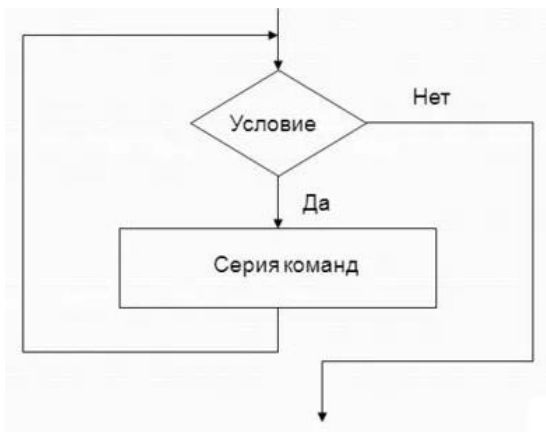 Нет
Условие
Да
Серия команд